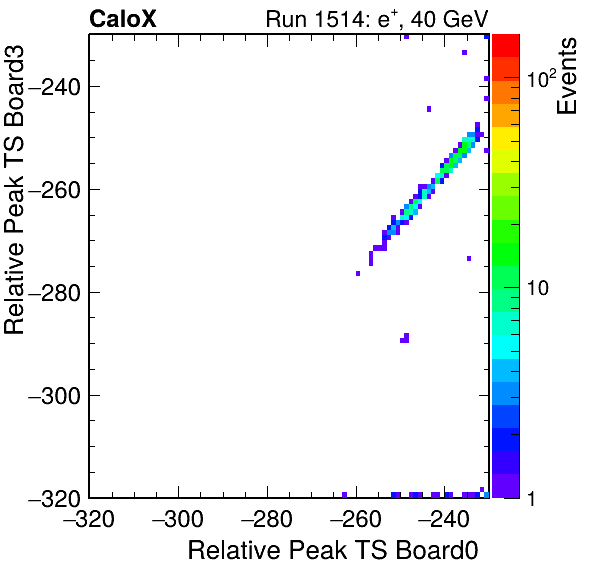 CaloX Run 1514: e+, 40 GeV
Relative Peak TS Board3
−240
−260
−280
−300
−320
−320 −300 −280 −260 −240
Relative Peak TS Board0
Events
10²
10
1